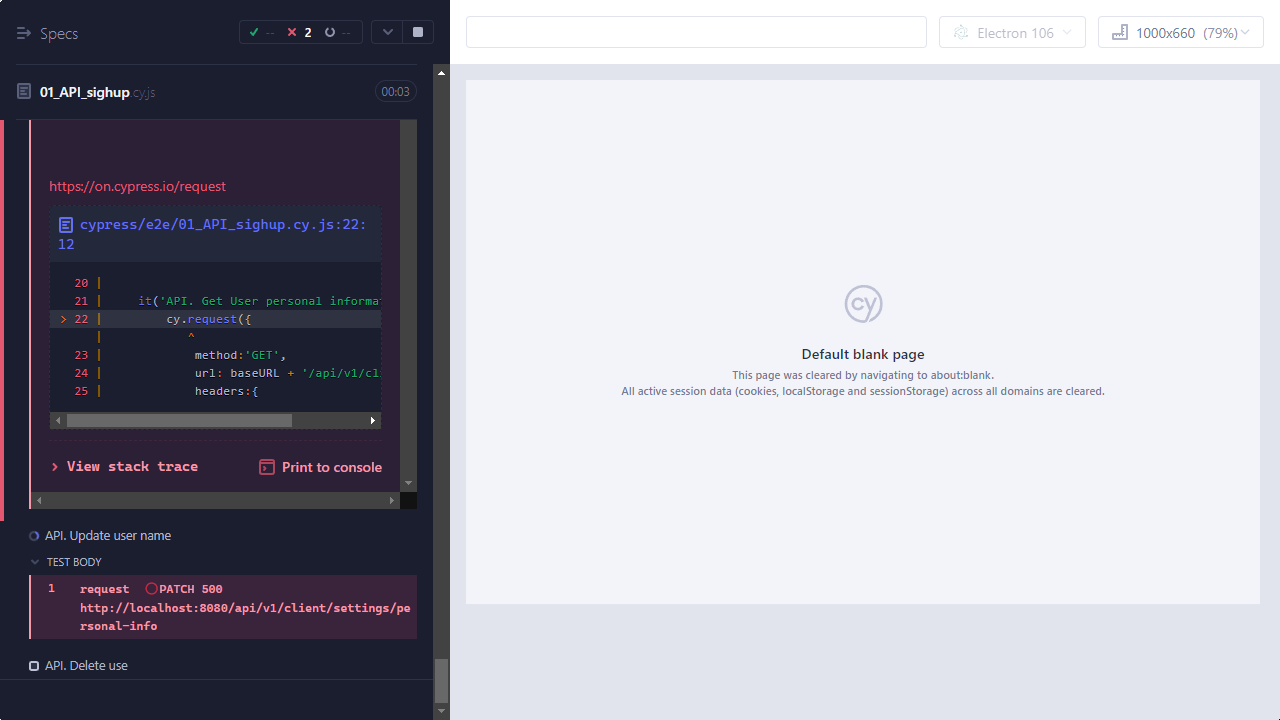 Specs
-- 2 --
Electron 106
1000x660 (79%)
01_API_sighup.cy.js
00:03
https://on.cypress.io/request
cypress/e2e/01_API_sighup.cy.js:22:
12
20 |
21 | it('API. Get User personal informat
> 22 | cy.request({
| ^
23 | method:'GET',
24 | url: baseURL + '/api/v1/cli
25 | headers:{
> View stack trace
Print to console
API. Update user name
TEST BODY
1 request PATCH 500
http://localhost:8080/api/v1/client/settings/pe
rsonal-info
API. Delete use
cy
Default blank page
This page was cleared by navigating to about:blank.
All active session data (cookies, localStorage and sessionStorage) across all domains are cleared.